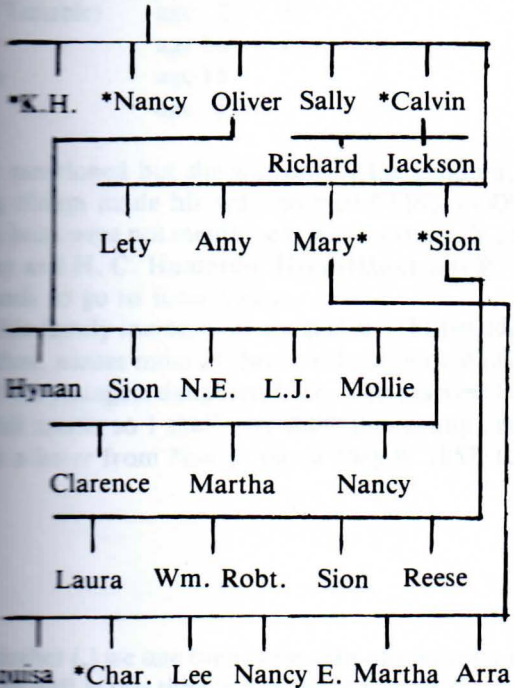 *K.H. *Nancy Oliver Sally *Calvin
Richard Jackson
Lety Amy Mary* *Sion
Hynan Sion N.E. L.J. Mollie
Clarence Martha Nancy
Laura Wm. Robt. Sion Reese
ouisa *Char. Lee Nancy E. Martha Arra